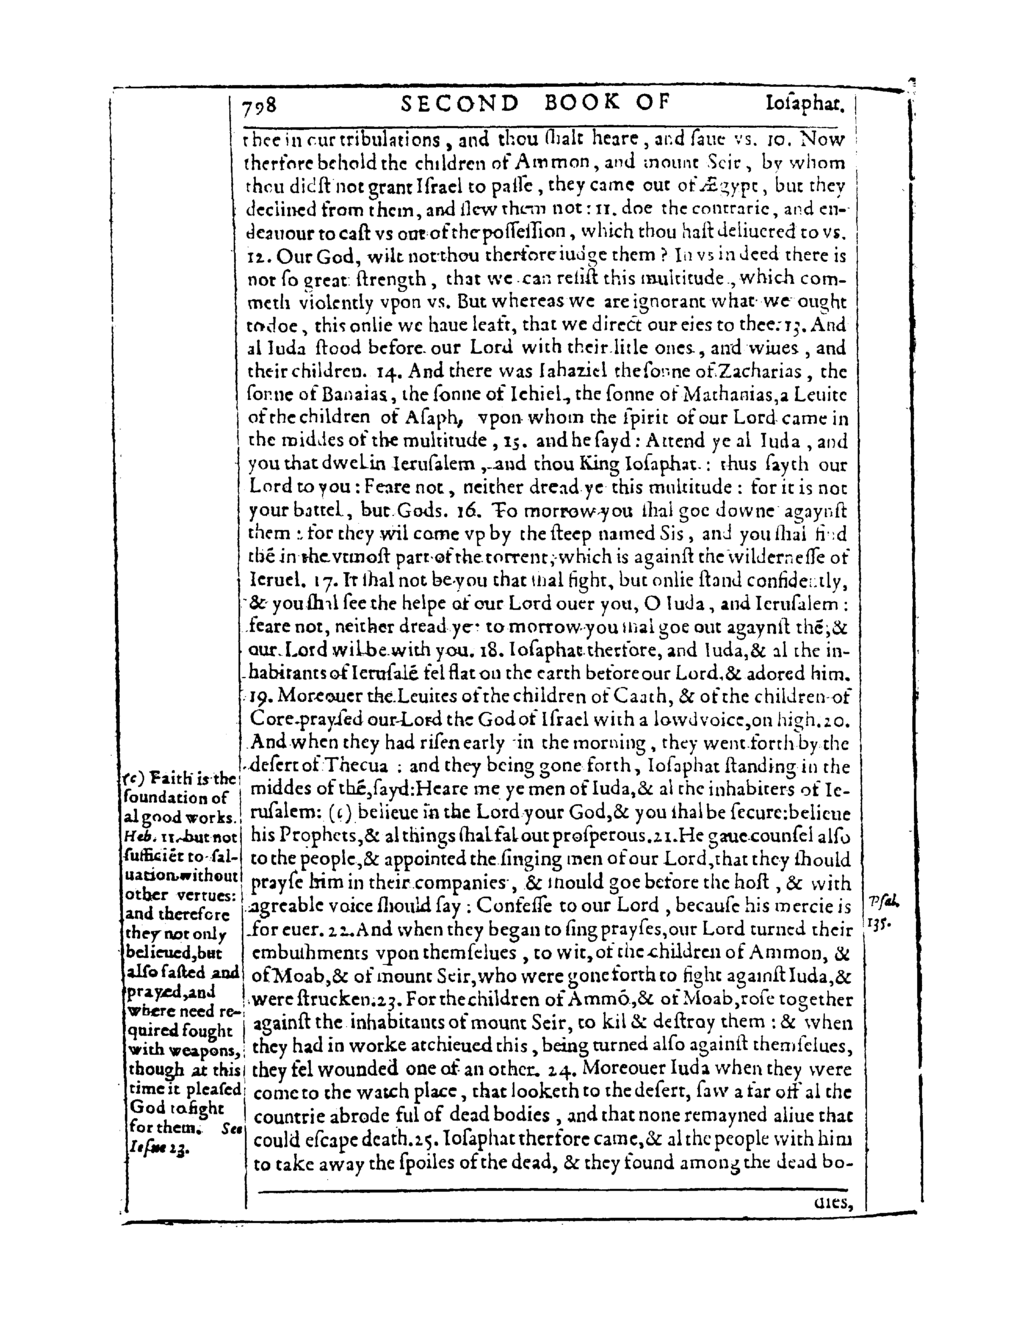 798 SECOND BOOK OF Iosaphat.
thee in our tribulations, and thou ſhalt heare, and ſaue vs. 10. Now
therfore behold the children of Ammon, and mount Seir, by whom
thou didſt not grant Iſrael to paſſe, they came out of Ægypt, but they
declined from them, and ſlew them not: 11. doe the contrarie, and en-
deauour to caſt vs out of the poſſeſſion, which thou haſt deliuered to vs.
12. Our God, wilt not thou therfore iudge them? In vs in deed there is
not ſo great ſtrength, that we can reſiſt this multitude, which com-
meth violently vpon vs. But whereas we are ignorant what we ought
to doe, this onlie we haue leaft, that we direct our eies to thee. 13. And
al Iuda ſtood before our Lord with their litle ones, and wiues, and
their children. 14. And there was Iahaziel the ſonne of Zacharias, the
ſonne of Banaias, the ſonne of Iehiel, the ſonne of Mathanias, a Leuite
of the children of Aſaph, vpon whom the ſpirit of our Lord came in
the middes of the multitude, 15. and he ſayd: Attend ye al Iuda, and
you that dwel in Ieruſalem, and thou King Ioſaphat: thus ſayth our
Lord to you: Feare not, neither dread ye this multitude: for it is not
your battel, but Gods. 16. To morrow you ſhal goe downe agaynſt
them: for they wil come vp by the ſteep named Sis, and you ſhal find
thē in the vtmoſt part of the torrent, which is againſt the wilderneſſe of
Ieruel. 17. It ſhal not be you that ſhal fight, but onlie ſtand confidently,
& you ſhal ſee the helpe of our Lord ouer you, O Iuda, and Ieruſalem:
feare not, neither dread ye: to morrow you ſhal goe out agaynſt thē, &
our Lord wil be with you. 18. Ioſaphat therfore, and Iuda, & al the in-
habitants of Ieruſalē fel flat on the earth before our Lord, & adored him.
19. Moreouer the Leuites of the children of Caath, & of the children of
Core prayſed our Lord the God of Iſrael with a lowd voice, on high. 20.
And when they had riſen early in the morning, they went forth by the
deſert of Thecua: and they being gone forth, Ioſaphat ſtanding in the
middes of thē, ſayd: Heare me ye men of Iuda, & al the inhabiters of Ie-
ruſalem: (c) belieue in the Lord your God, & you ſhal be ſecure: belieue
his Prophets, & al things ſhal fal out proſperous. 21. He gaue counſel alſo
to the people, & appointed the ſinging men of our Lord, that they ſhould
prayſe him in their companies, & ſhould goe before the hoſt, & with
agreable voice ſhould ſay: Confeſſe to our Lord, becauſe his mercie is
for euer. 22. And when they began to ſing prayſes, our Lord turned their
embuſhments vpon themſelues, to wit, of the children of Ammon, &
of Moab, & of mount Seir, who were gone forth to fight againſt Iuda, &
were ſtrucken. 23. For the children of Ammō, & of Moab, roſe together
againſt the inhabitants of mount Seir, to kil & deſtroy them: & when
they had in worke atchieued this, being turned alſo againſt themſelues,
they fel wounded one of an other. 24. Moreouer Iuda when they were
come to the watch place, that looketh to the deſert, ſaw a far off al the
countrie abrode ful of dead bodies, and that none remayned aliue that
could eſcape death. 25. Ioſaphat therfore came, & al the people with him
to take away the ſpoiles of the dead, & they found among the dead bo-
dies,
(c) Faith is the
foundation of
al good works.
Heb. 11. but not
ſufficiēt to ſal-
uation without
other vertues:
and therefore
they not only
belieued, but
alſo faſted and
prayed, and
where need re-
quired fought
with weapons,
though at this
time it pleaſed
God to fight
for them. See
Ioſue 23.
Pſal.
135.